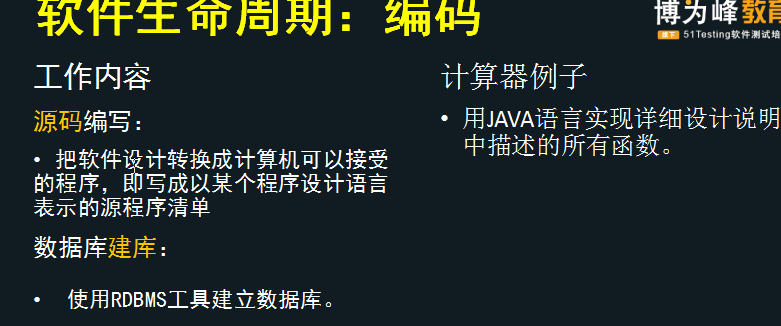 软件生命周期：编码
博为峰教育
旗下 51Testing软件测试培
工作内容
源码编写：
• 把软件设计转换成计算机可以接受
的程序，即写成以某个程序设计语言
表示的源程序清单
数据库建库：
• 使用RDBMS工具建立数据库。
计算器例子
• 用JAVA语言实现详细设计说明
中描述的所有函数。